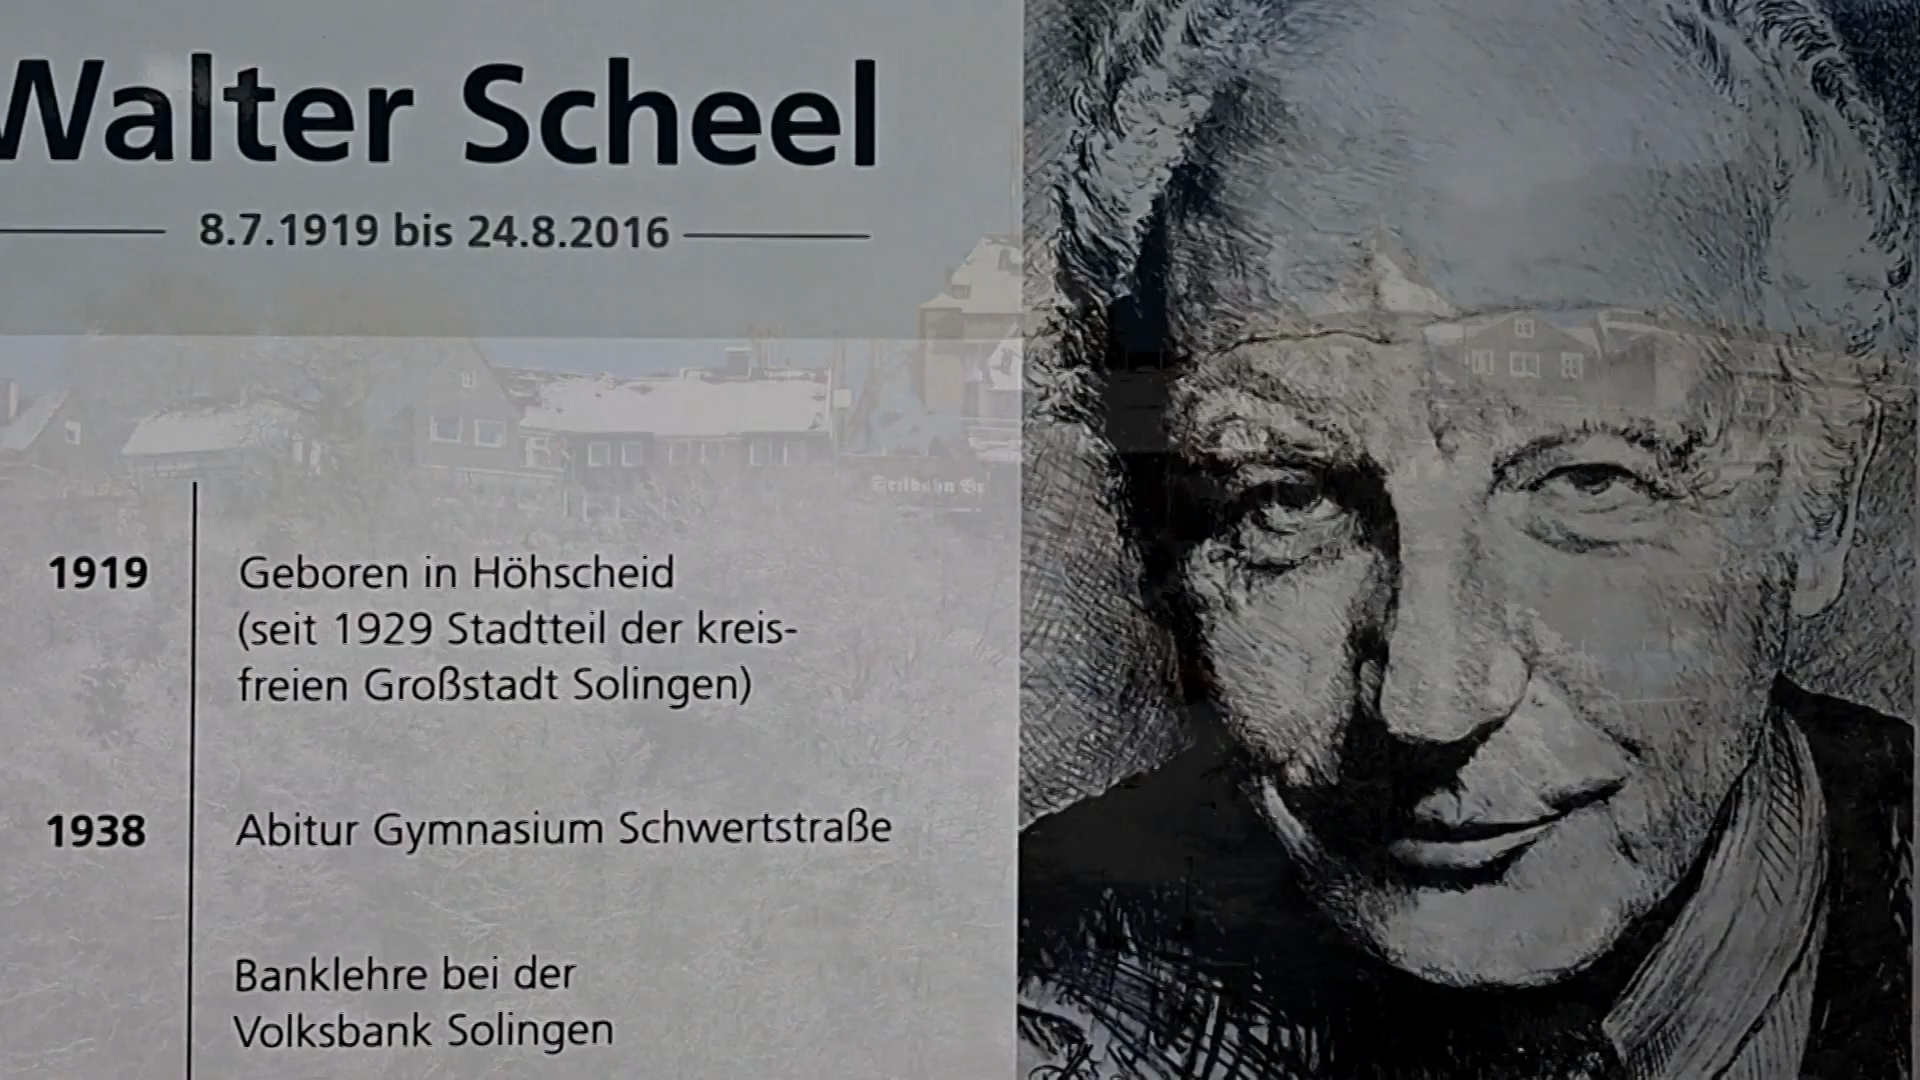 Walter Scheel
8.7.1919 bis 24.8.2016
1919
Geboren in Höhscheid
(seit 1929 Stadtteil der kreis-
freien Großstadt Solingen)
1938
Abitur Gymnasium Schwertstraße
Banklehre bei der
Volksbank Solingen